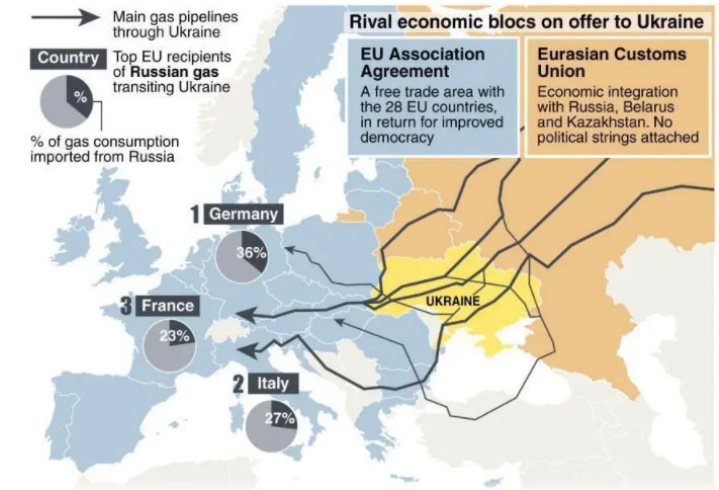 Main gas pipelines
through Ukraine
Country
Top EU recipients
of Russian gas
transiting Ukraine
%
% of gas consumption
imported from Russia
Rival economic blocs on offer to Ukraine
EU Association
Agreement
A free trade area with
the 28 EU countries,
in return for improved
democracy
Eurasian Customs
Union
Economic integration
with Russia, Belarus
and Kazakhstan. No
political strings attached
1 Germany
36%
UKRAINE
3 France
23%
2 Italy
27%